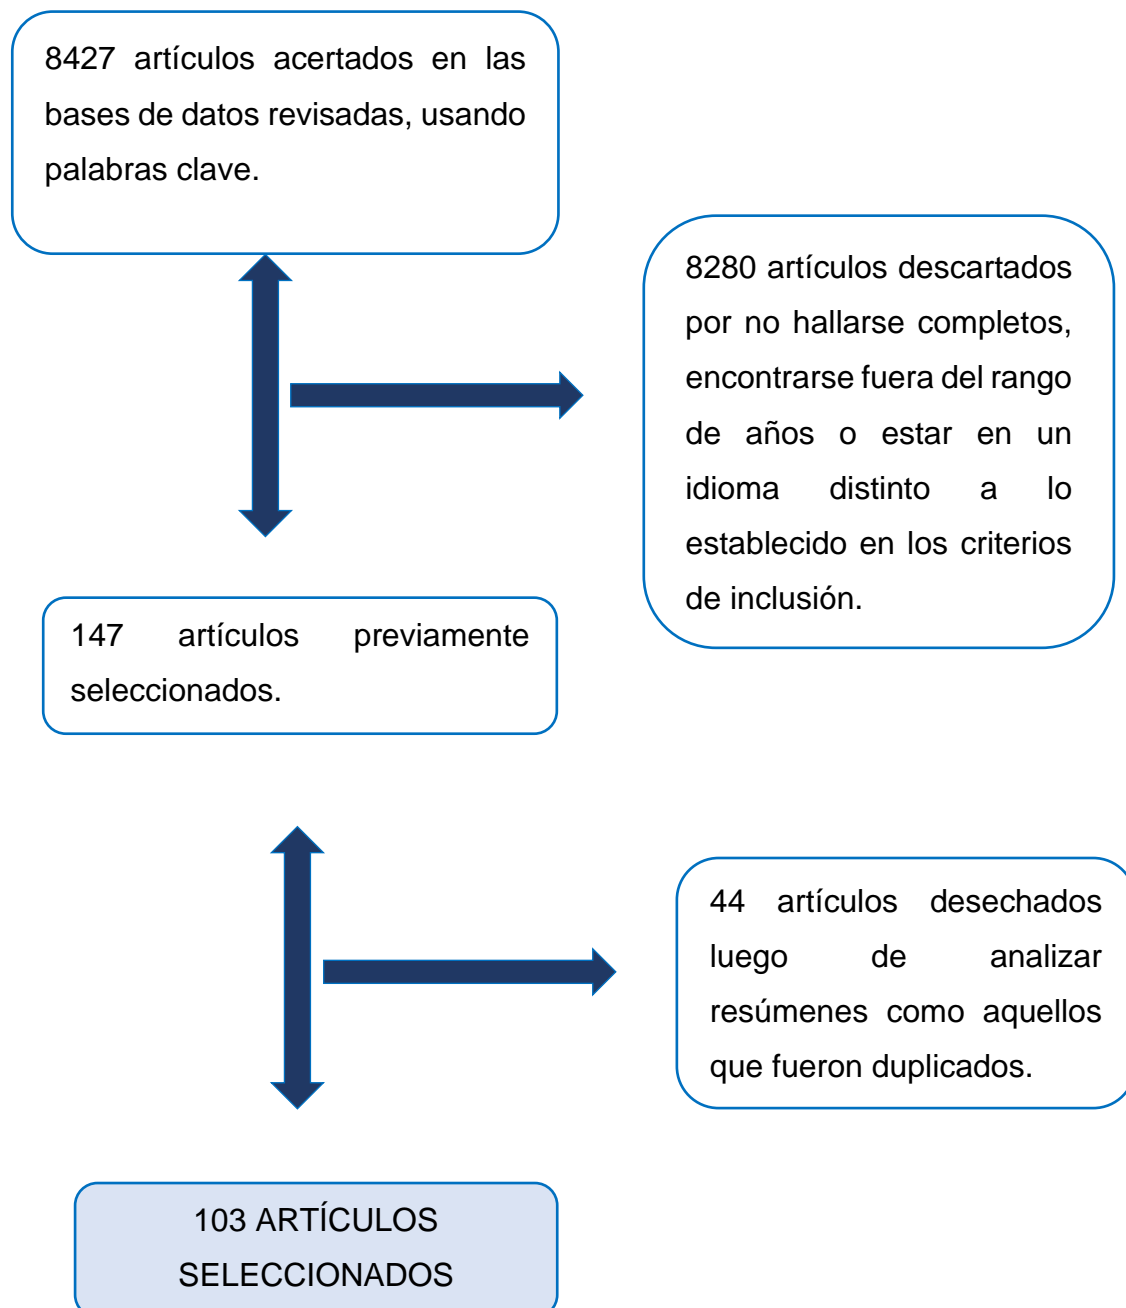 8427 artículos acertados en las
bases de datos revisadas, usando
palabras clave.
8280 artículos descartados
por no hallarse completos,
encontrarse fuera del rango
de años o estar en un
idioma distinto a lo
establecido en los criterios
de inclusión.
147 artículos previamente
seleccionados.
44 artículos desechados
luego de analizar
resúmenes como aquellos
que fueron duplicados.
103 ARTÍCULOS
SELECCIONADOS